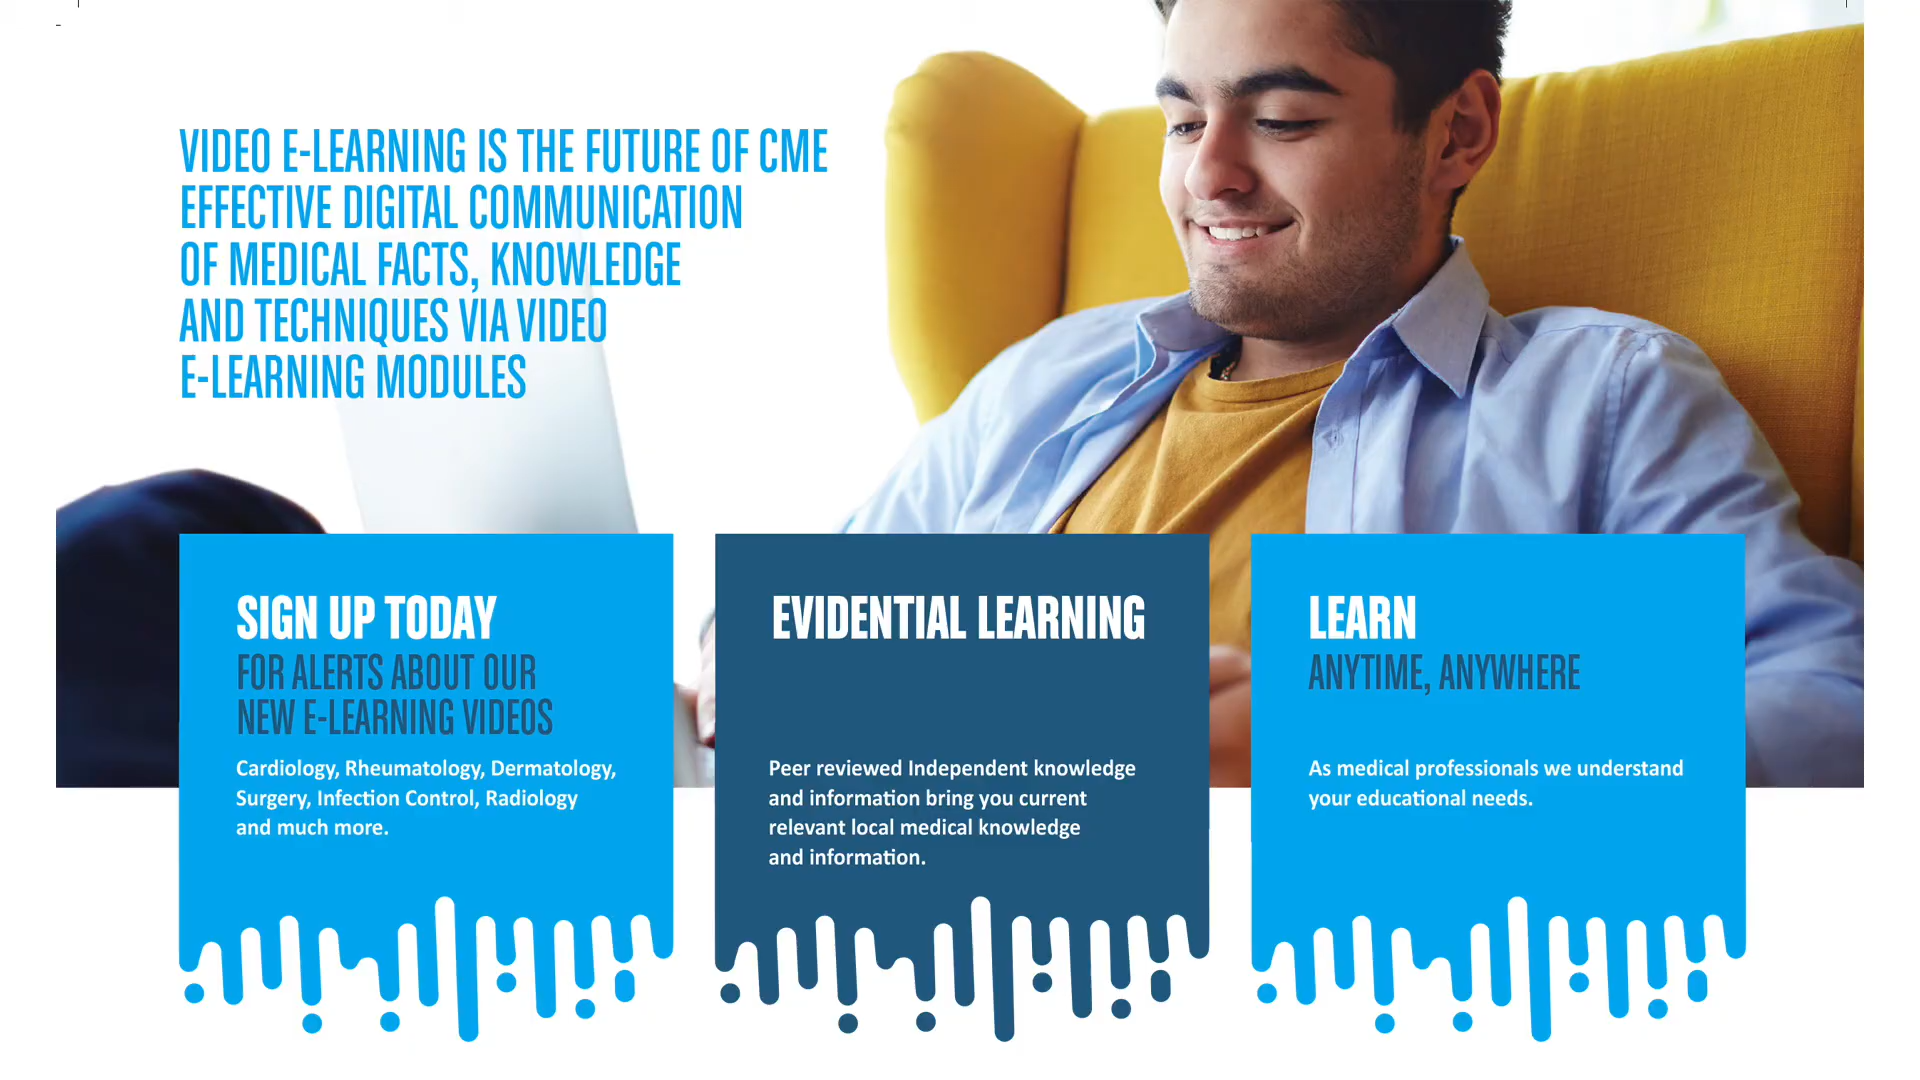 VIDEO E-LEARNING IS THE FUTURE OF CME
EFFECTIVE DIGITAL COMMUNICATION
OF MEDICAL FACTS, KNOWLEDGE
AND TECHNIQUES VIA VIDEO
E-LEARNING MODULES
SIGN UP TODAY
FOR ALERTS ABOUT OUR
NEW E-LEARNING VIDEOS
Cardiology, Rheumatology, Dermatology,
Surgery, Infection Control, Radiology
and much more.
EVIDENTIAL LEARNING
Peer reviewed Independent knowledge
and information bring you current
relevant local medical knowledge
and information.
LEARN
ANYTIME, ANYWHERE
As medical professionals we understand
your educational needs.